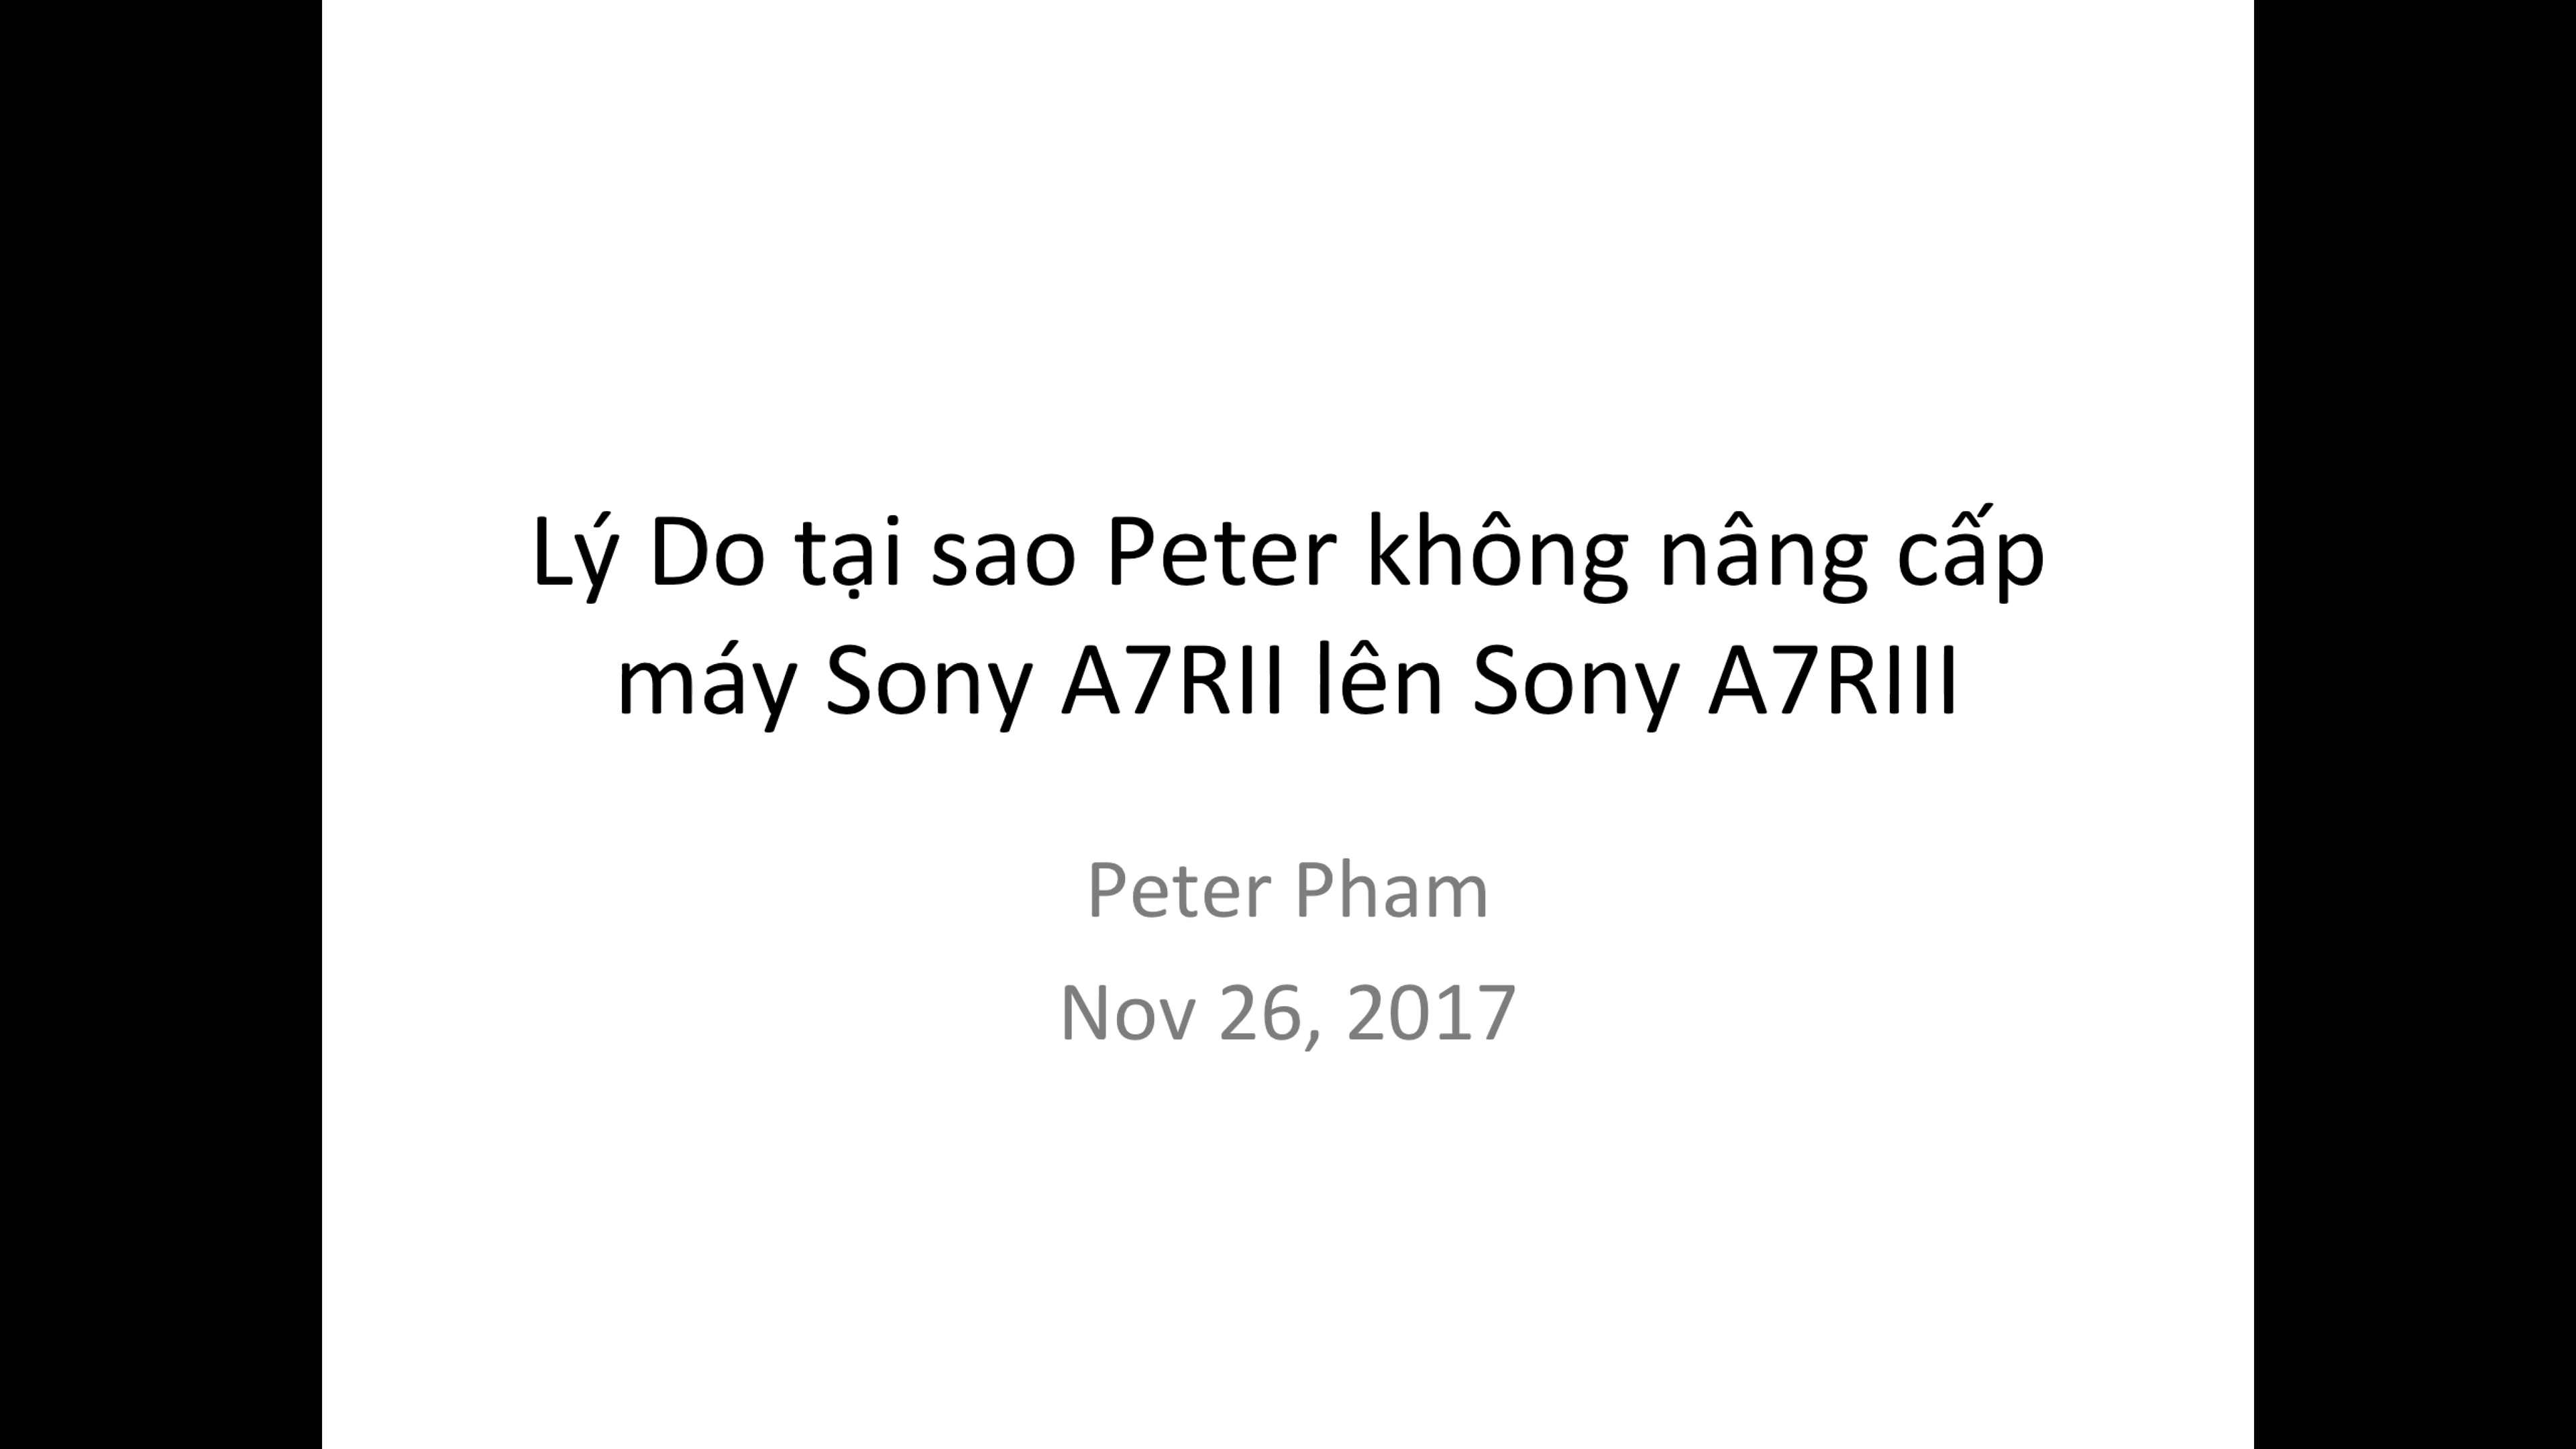 Lý Do tại sao Peter không nâng cấp
máy Sony A7RII lên Sony A7RIII
Peter Pham
Nov 26, 2017